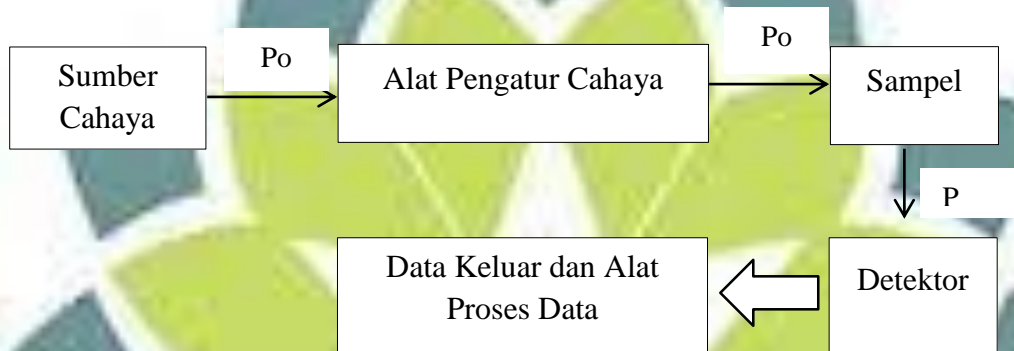 Po
Po
Sumber
Cahaya
Alat Pengatur Cahaya
Sampel
P
Data Keluar dan Alat
Proses Data
Detektor